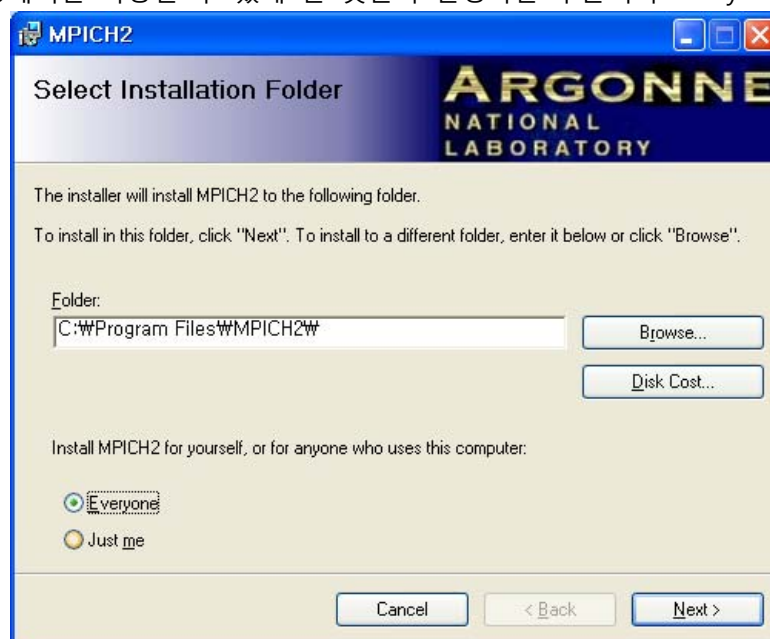 MPICH2
Select Installation Folder
ARGONNE
NATIONAL
LABORATORY
The installer will install MPICH2 to the following folder.
To install in this folder, click "Next". To install to a different folder, enter it below or click "Browse".
Folder:
C:₩Program Files₩MPICH2₩
Browse...
Disk Cost...
Install MPICH2 for yourself, or for anyone who uses this computer:
Everyone
Just me
Cancel
< Back
Next >